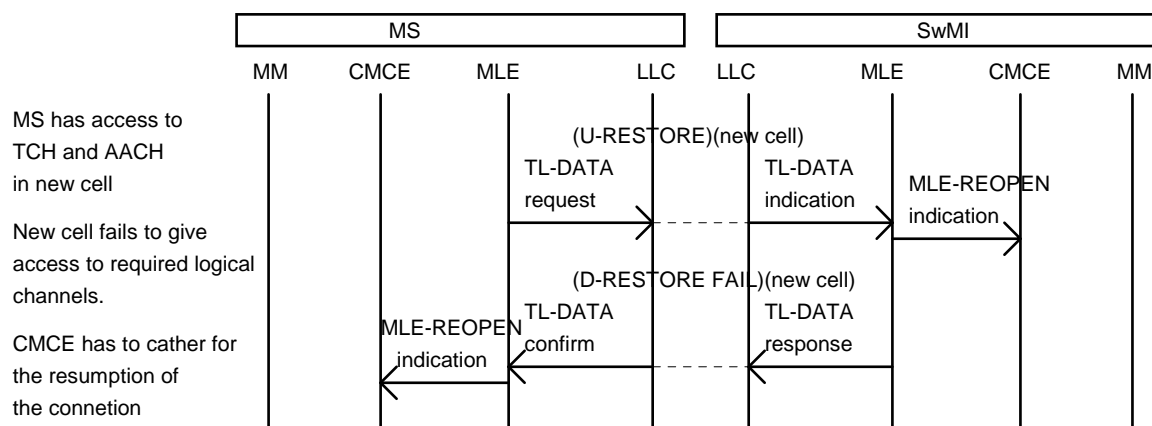 MS
SwMI
MM CMCE MLE LLC LLC MLE CMCE MM
MS has access to
TCH and AACH
in new cell
(U-RESTORE)(new cell)
TL-DATA
request
TL-DATA
indication
MLE-REOPEN
indication
New cell fails to give
access to required logical
channels.
(D-RESTORE FAIL)(new cell)
MLE-REOPEN
indication
TL-DATA
confirm
TL-DATA
response
CMCE has to cather for
the resumption of
the connetion